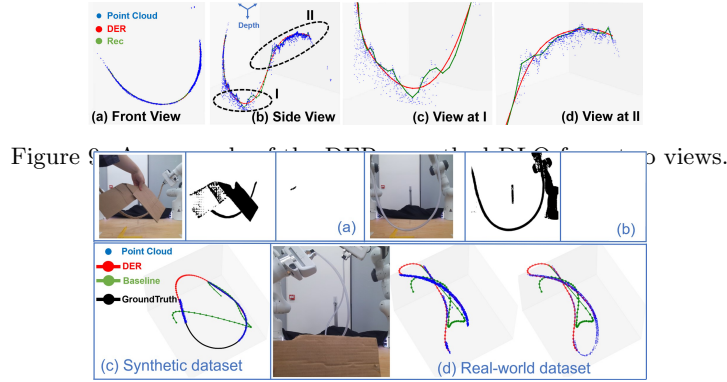 Point Cloud
DER
Rec
Depth
II
I
(a) Front View
(b) Side View
(c) View at I
(d) View at II
Figure 9. views.
(a)
(b)
Point Cloud
DER
Baseline
GroundTruth
(c) Synthetic dataset
(d) Real-world dataset